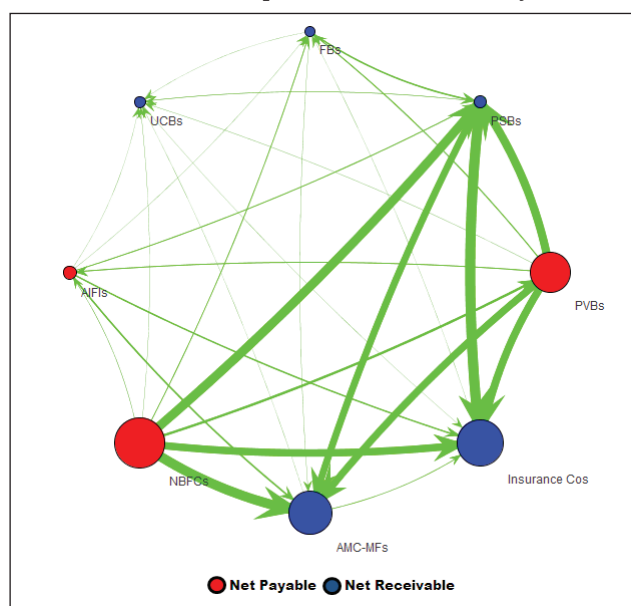 FBs
UCBs
PSBs
AIFIs
PVBs
NBFCs
Insurance Cos
AMC-MFs
Net Payable Net Receivable